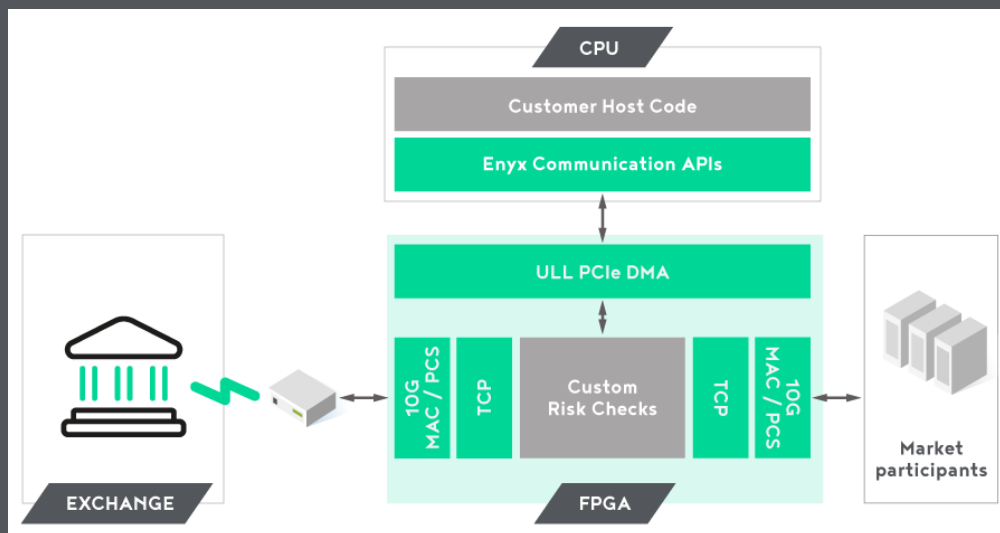 CPU
Customer Host Code
Enyx Communication APIs
ULL PCIe DMA
10G
MAC / PCS
TCP
Custom
Risk Checks
TCP
10G
MAC / PCS
Market
participants
EXCHANGE
FPGA